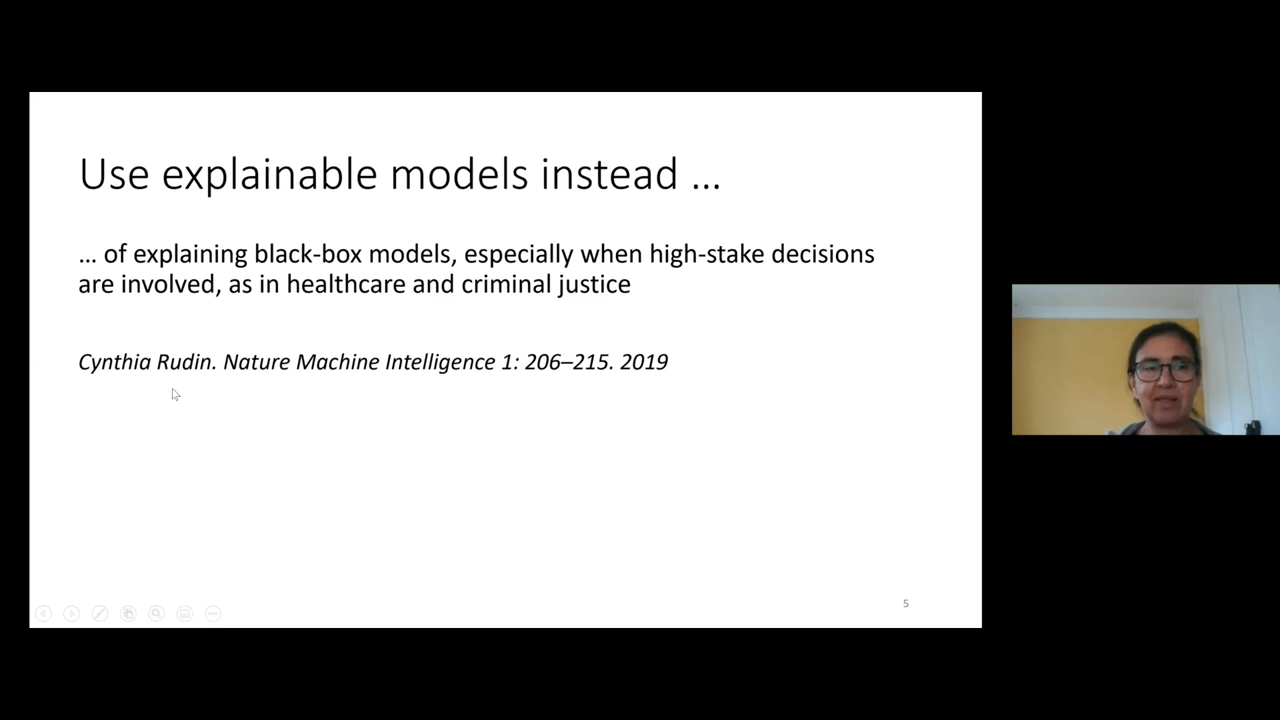 Use explainable models instead ...
... of explaining black-box models, especially when high-stake decisions
are involved, as in healthcare and criminal justice
Cynthia Rudin. Nature Machine Intelligence 1: 206–215. 2019
5